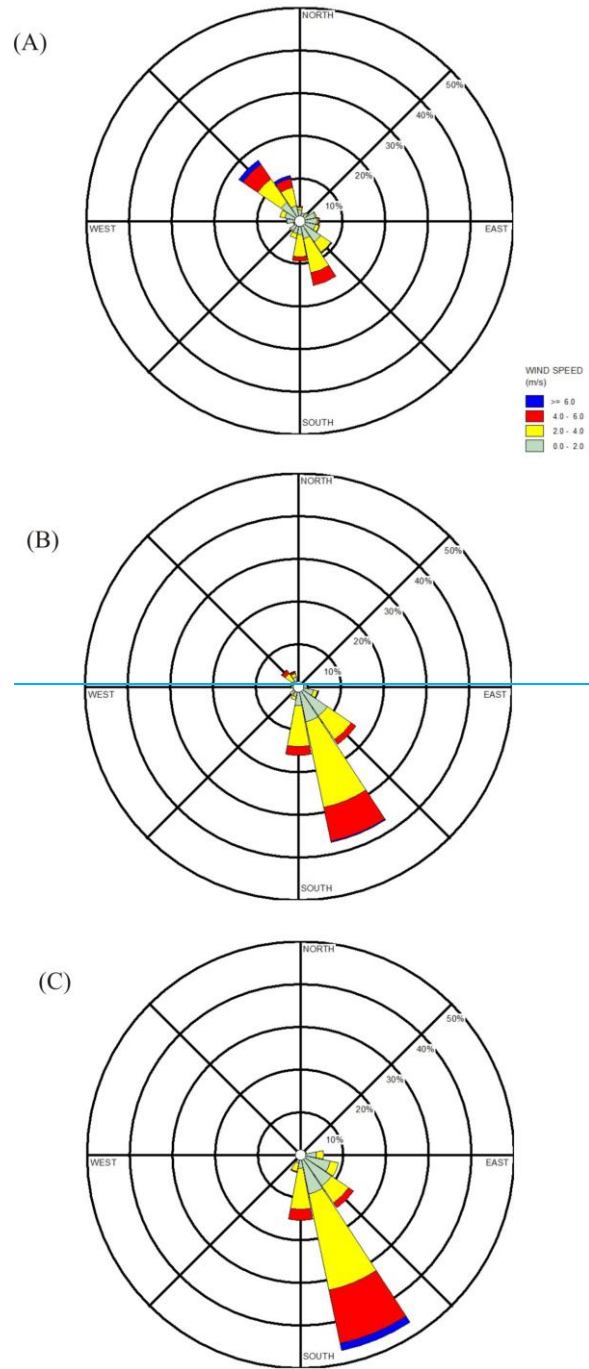 (A)
NORTH
50%
40%
30%
20%
10%
WEST
EAST
SOUTH
WIND SPEED
(m/s)
>= 6.0
4.0 - 6.0
2.0 - 4.0
0.0 - 2.0
(B)
NORTH
50%
40%
30%
20%
10%
WEST
EAST
SOUTH
(C)
NORTH
50%
40%
30%
20%
10%
WEST
EAST
SOUTH